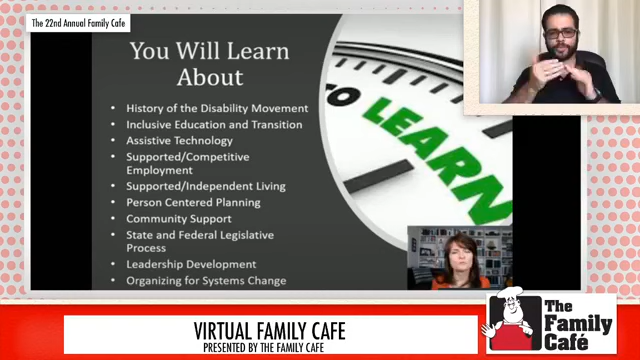 The 22nd Annual Family Cafe
You Will Learn
About
• History of the Disability Movement
• Inclusive Education and Transition
• Assistive Technology
• Supported/Competitive
Employment
• Supported/Independent Living
• Person Centered Planning
• Community Support
• State and Federal Legislative
Process
• Leadership Development
• Organizing for Systems Change
TO LEARN
VIRTUAL FAMILY CAFE
PRESENTED BY THE FAMILY CAFE
The
Family
Café